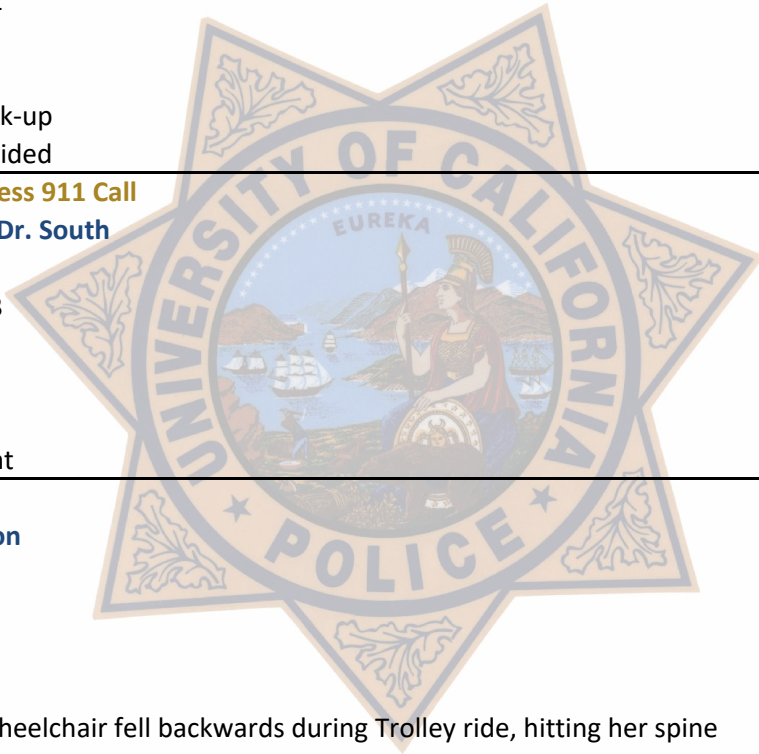 k-up
ided
ess 911 Call
Dr. South
nt
on
heelchair fell backwards during Trolley ride, hitting her spine
UNIVERSITY OF CALIFORNIA
EUREKA
POLICE